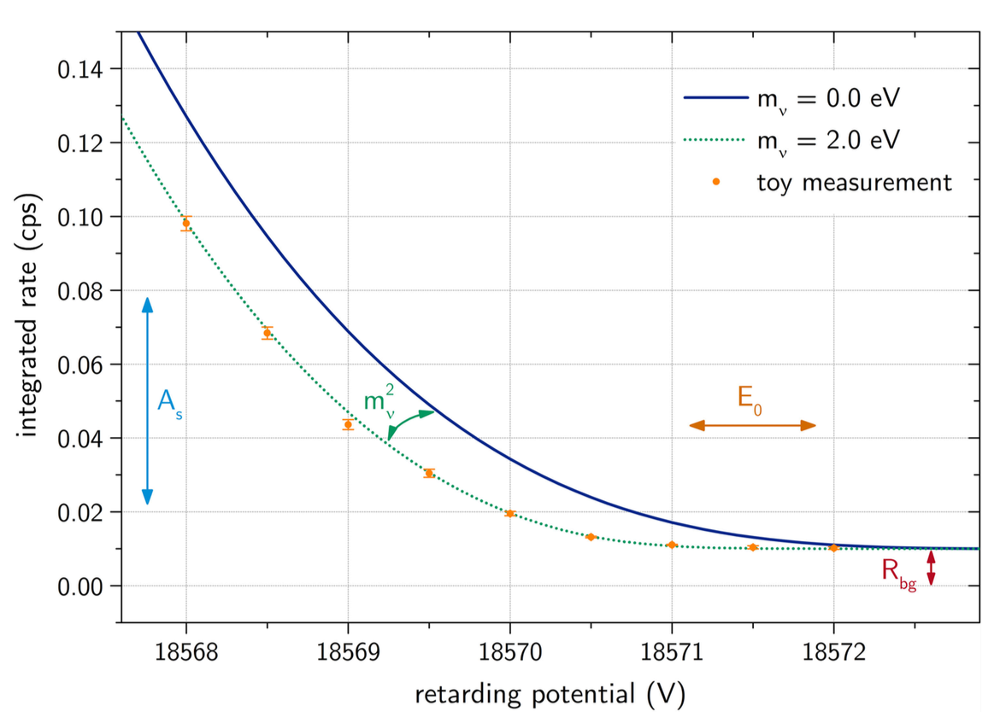 0.14
0.12
0.10
0.08
0.06
0.04
0.02
0.00
integrated rate (cps)
m_ν = 0.0 eV
m_ν = 2.0 eV
toy measurement
A_s
m_ν^2
E_0
R_bg
18568 18569 18570 18571 18572
retarding potential (V)